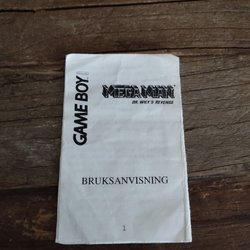 GAME BOY
MEGA MAN
DR. WILY'S REVENGE
BRUKSANVISNING
1